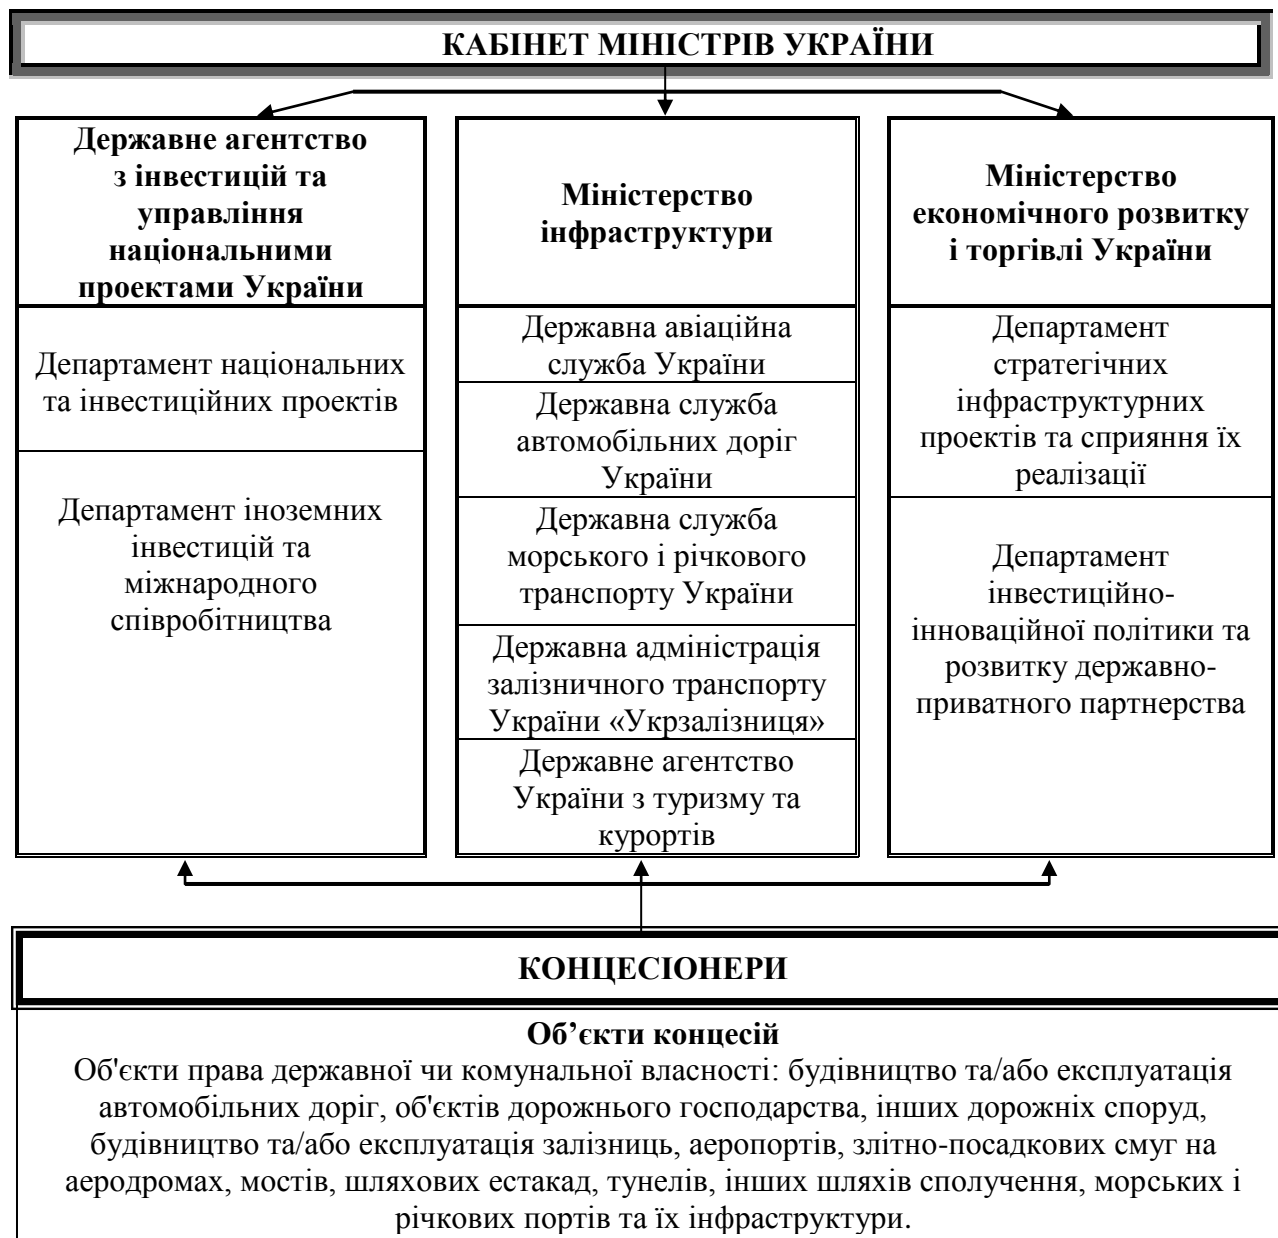 КАБІНЕТ МІНІСТРІВ УКРАЇНИ
Державне агентство
з інвестицій та
управління
національними
проектами України
Департамент національних
та інвестиційних проектів
Департамент іноземних
інвестицій та
міжнародного
співробітництва
Міністерство
інфраструктури
Державна авіаційна
служба України
Державна служба
автомобільних доріг
України
Державна служба
морського і річкового
транспорту України
Державна адміністрація
залізничного транспорту
України «Укрзалізниця»
Державне агентство
України з туризму та
курортів
Міністерство
економічного розвитку
і торгівлі України
Департамент
стратегічних
інфраструктурних
проектів та сприяння їх
реалізації
Департамент
інвестиційно-
інноваційної політики та
розвитку державно-
приватного партнерства
КОНЦЕСІОНЕРИ
Об’єкти концесій
Об'єкти права державної чи комунальної власності: будівництво та/або експлуатація
автомобільних доріг, об'єктів дорожнього господарства, інших дорожніх споруд,
будівництво та/або експлуатація залізниць, аеропортів, злітно-посадкових смуг на
аеродромах, мостів, шляхових естакад, тунелів, інших шляхів сполучення, морських і
річкових портів та їх інфраструктури.